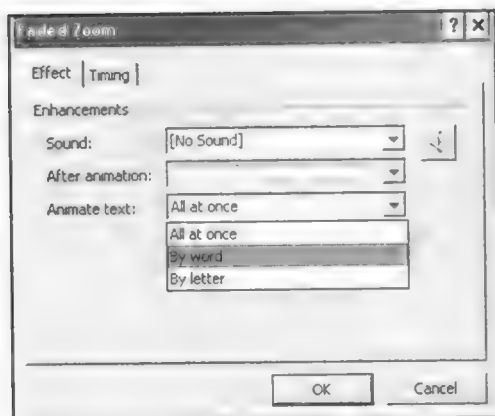 Faded Zoom
Effect Timing
Enhancements
Sound: [No Sound]
After animation:
Animate text: All at once
All at once
By word
By letter
OK Cancel